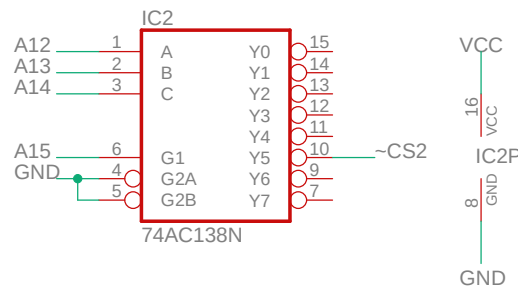 IC2
A12 1 A Y0 15
A13 2 B Y1 14
A14 3 C Y2 13
Y3 12
Y4 11
A15 6 G1 Y5 10 ~CS2
GND 4 G2A Y6 9
5 G2B Y7 7
74AC138N
VCC
16 VCC
IC2P
8 GND
GND